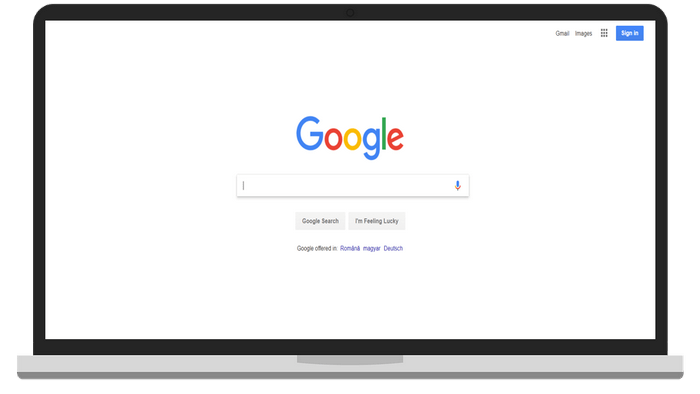 Gmail Images Sign in
Google
Google Search I'm Feeling Lucky
Google offered in: Română magyar Deutsch